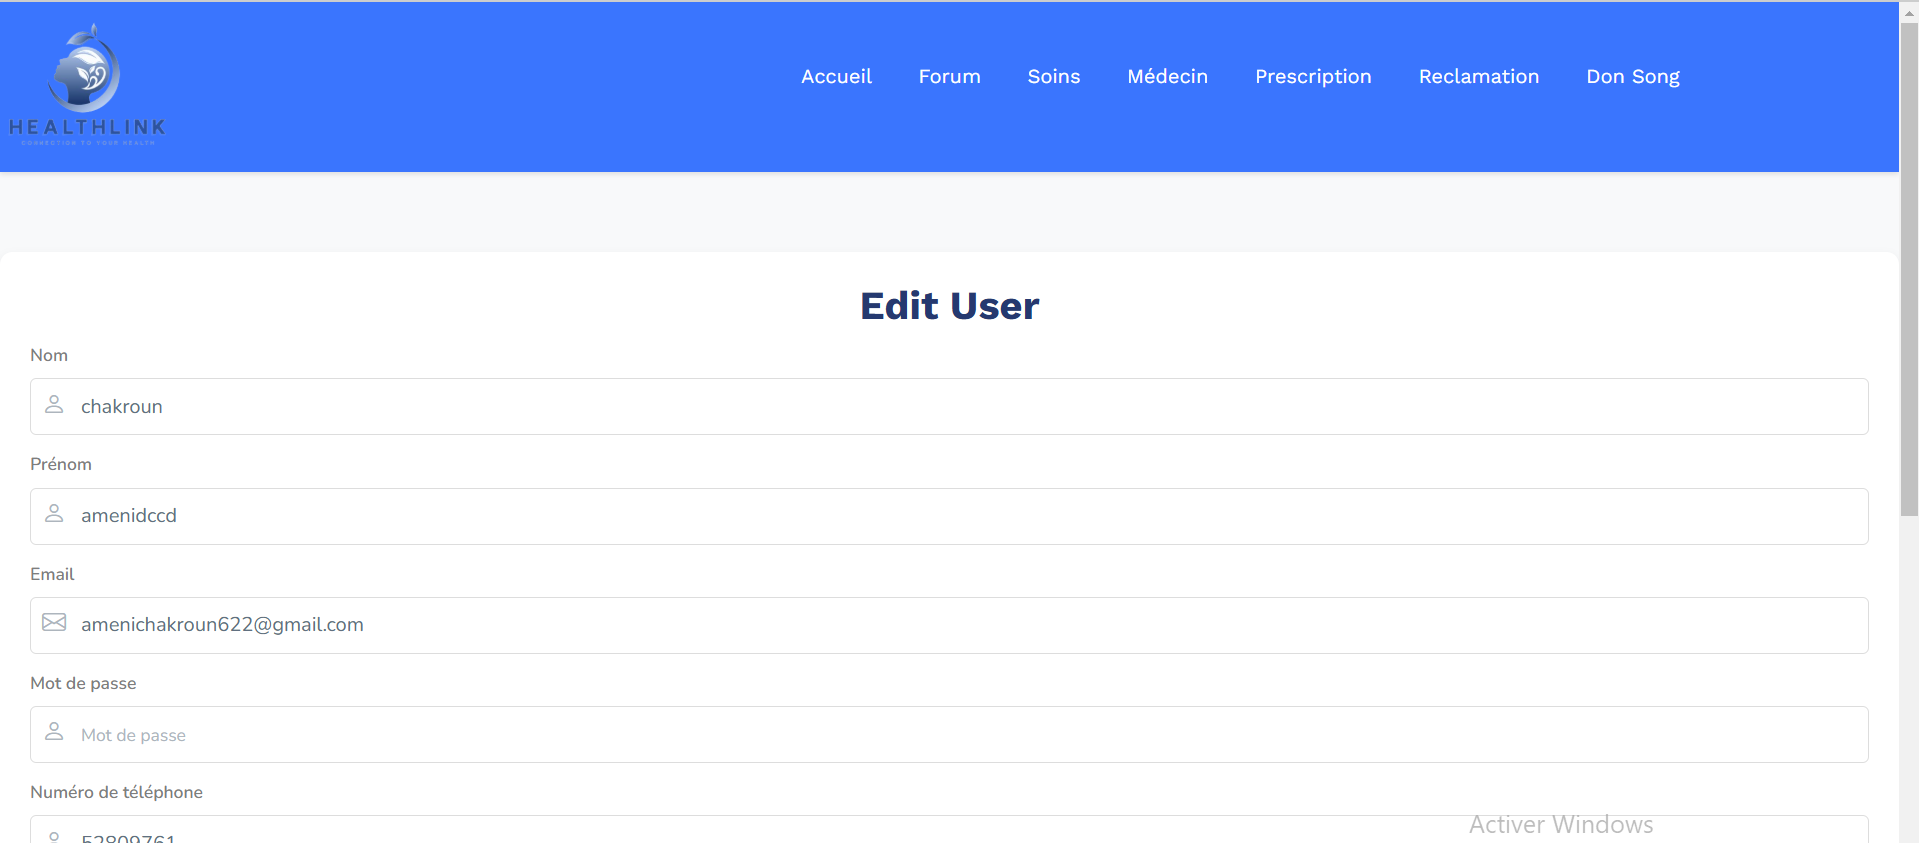 HEALTHLINK
CONNECTION TO YOUR HEALTH
Accueil Forum Soins Médecin Prescription Reclamation Don Song
Edit User
Nom
chakroun
Prénom
amenidccd
Email
amenichakroun622@gmail.com
Mot de passe
Mot de passe
Numéro de téléphone
52809761
Activer Windows